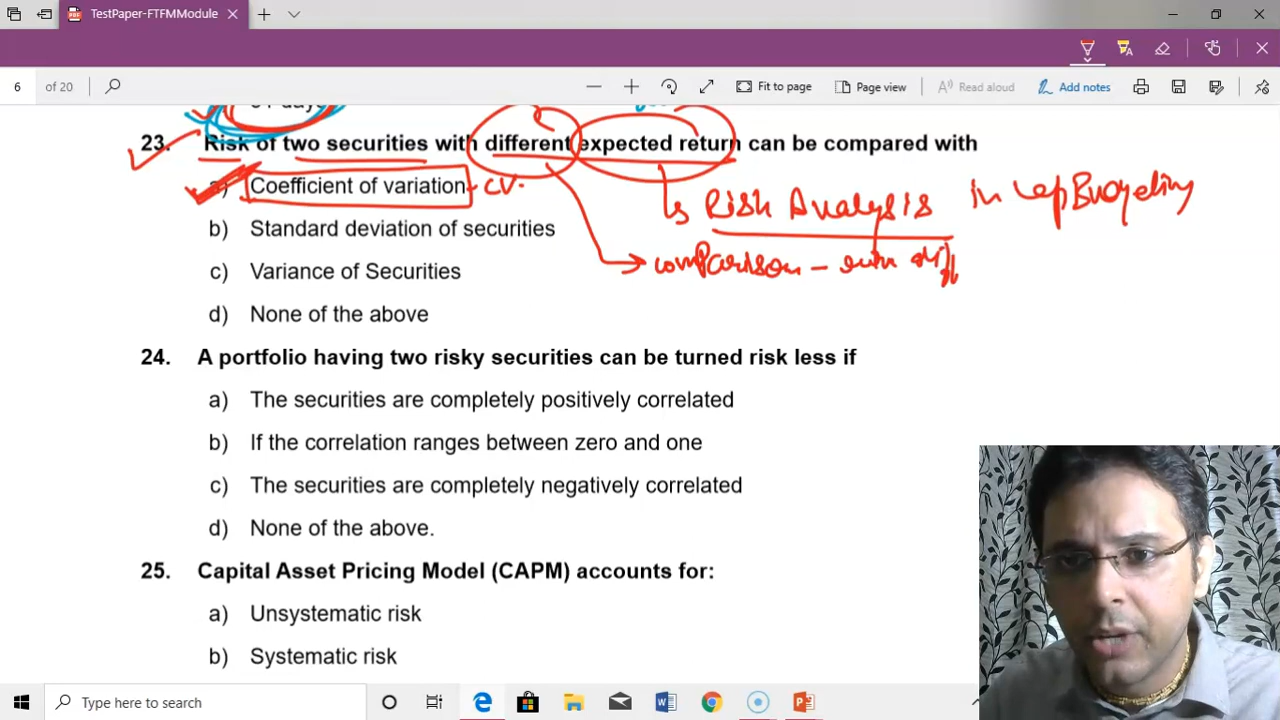 TestPaper-FTFMModule
6 of 20
Fit to page
Page view
Read aloud
Add notes
days
23. Risk of two securities with different expected return can be compared with
a) Coefficient of variation - CV.
Risk Analysis in
b) Standard deviation of securities
comparison -
c) Variance of Securities
d) None of the above
24. A portfolio having two risky securities can be turned risk less if
a) The securities are completely positively correlated
b) If the correlation ranges between zero and one
c) The securities are completely negatively correlated
d) None of the above.
25. Capital Asset Pricing Model (CAPM) accounts for:
a) Unsystematic risk
b) Systematic risk
Type here to search